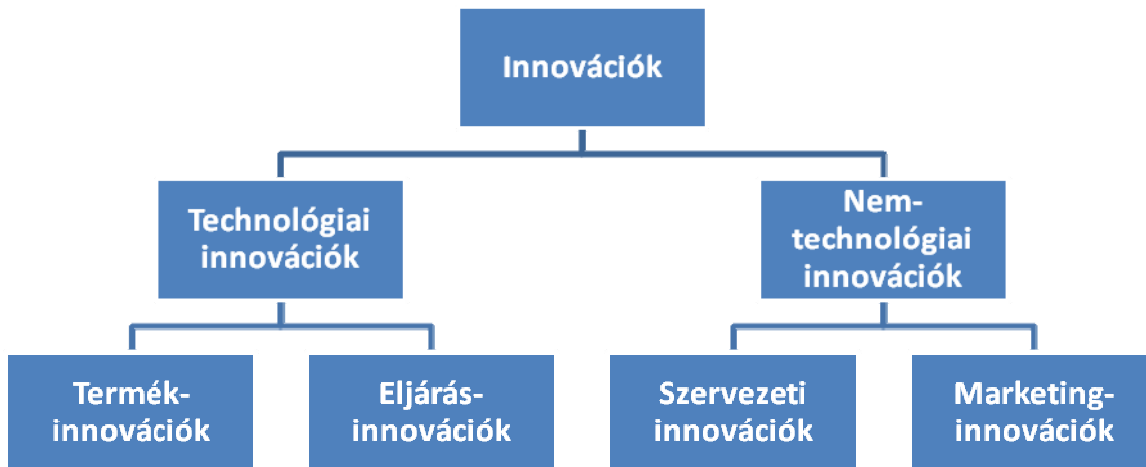 Innovációk
Technológiai
innovációk
Nem-
technológiai
innovációk
Termék-
innovációk
Eljárás-
innovációk
Szervezeti
innovációk
Marketing-
innovációk